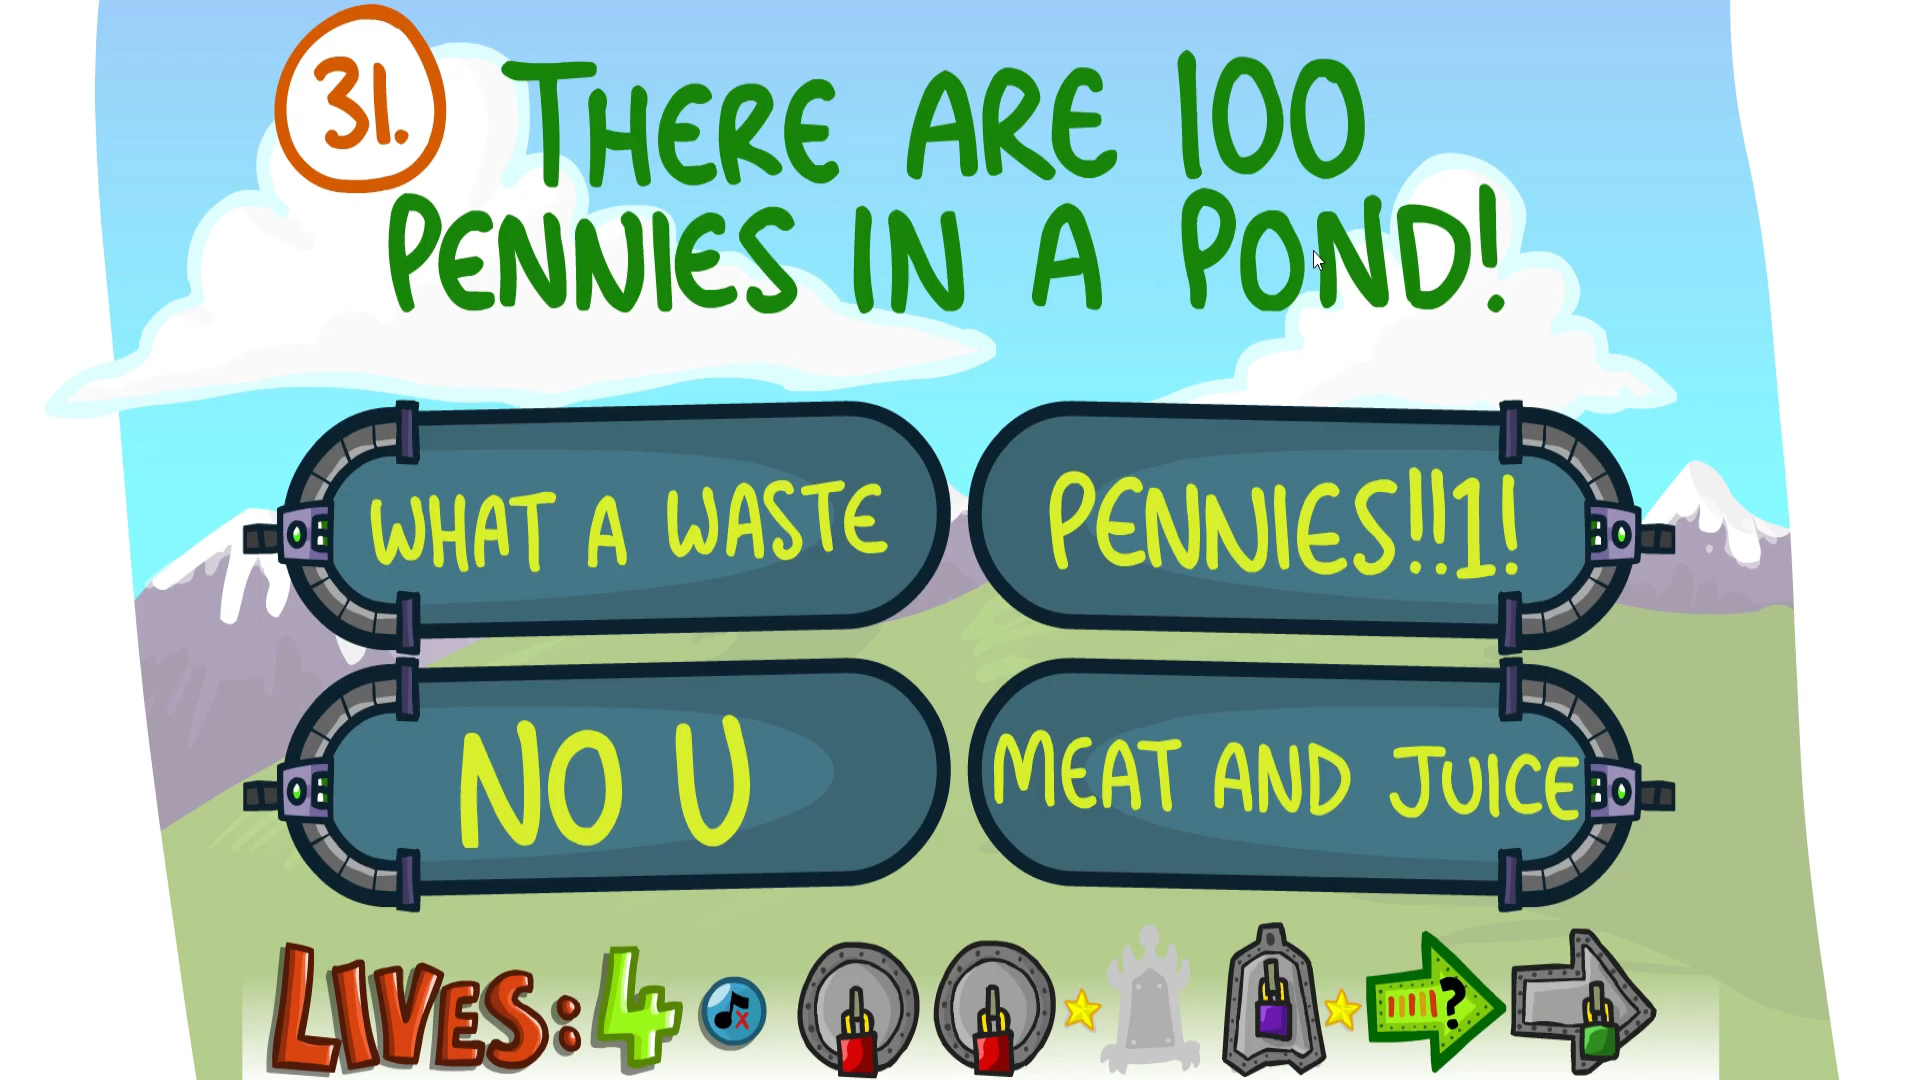 31.
THERE ARE 100
PENNIES IN A POND!
WHAT A WASTE
PENNIES!!1!
NO U
MEAT AND JUICE
LIVES: 4
?